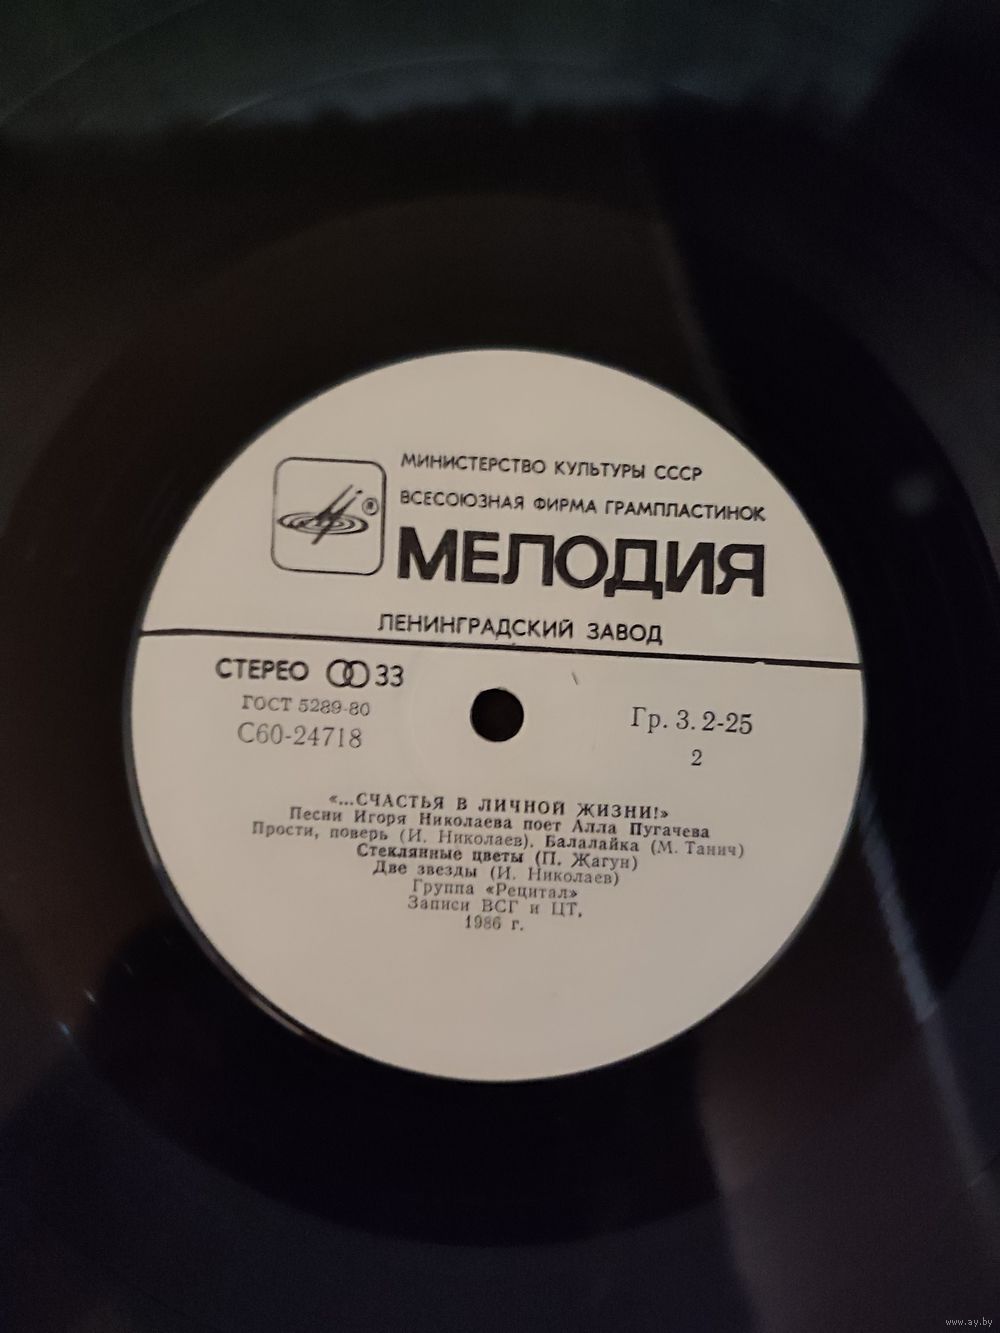 МИНИСТЕРСТВО КУЛЬТУРЫ СССР
ВСЕСОЮЗНАЯ ФИРМА ГРАМПЛАСТИНОК
®
МЕЛОДИЯ
ЛЕНИНГРАДСКИЙ ЗАВОД
СТЕРЕО 33
ГОСТ 5289-80
С60-24718
Гр. 3. 2-25
2
«...СЧАСТЬЯ В ЛИЧНОЙ ЖИЗНИ!»
Песни Игоря Николаева поет Алла Пугачева
Прости, поверь (И. Николаев). Балалайка (М. Танич)
Стеклянные цветы (П. Жагун)
Две звезды (И. Николаев)
Группа «Рецитал»
Записи ВСГ и ЦТ,
1986 г.
www.ay.by